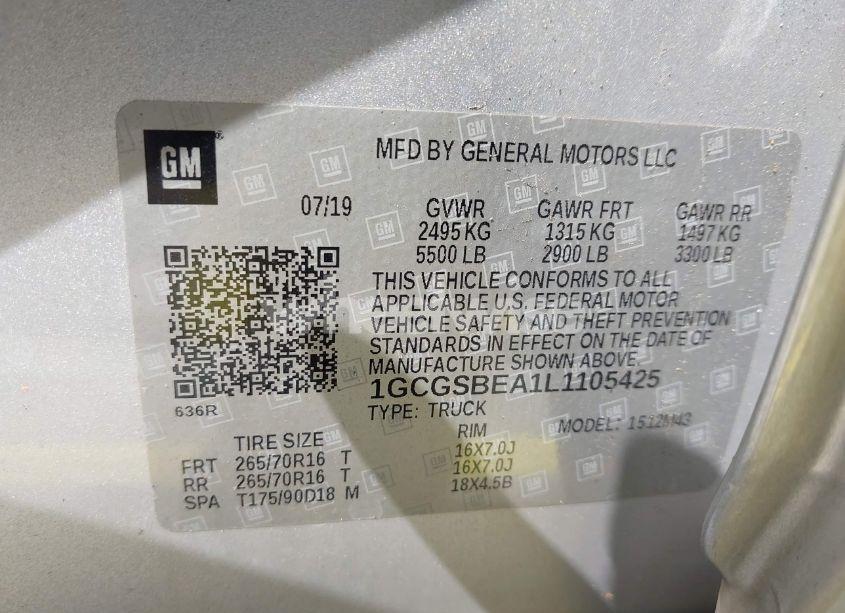 GM
MFD BY GENERAL MOTORS LLC
07/19 GVWR GAWR FRT GAWR RR
2495 KG 1315 KG 1497 KG
5500 LB 2900 LB 3300 LB
THIS VEHICLE CONFORMS TO ALL
APPLICABLE U.S. FEDERAL MOTOR
VEHICLE SAFETY AND THEFT PREVENTION
STANDARDS IN EFFECT ON THE DATE OF
MANUFACTURE SHOWN ABOVE.
1GCGSBEA1L1105425
636R
TYPE: TRUCK
MODEL: 1512M43
TIRE SIZE RIM
FRT 265/70R16 T 16X7.0J
RR 265/70R16 T 16X7.0J
SPA T175/90D18 M 18X4.5B